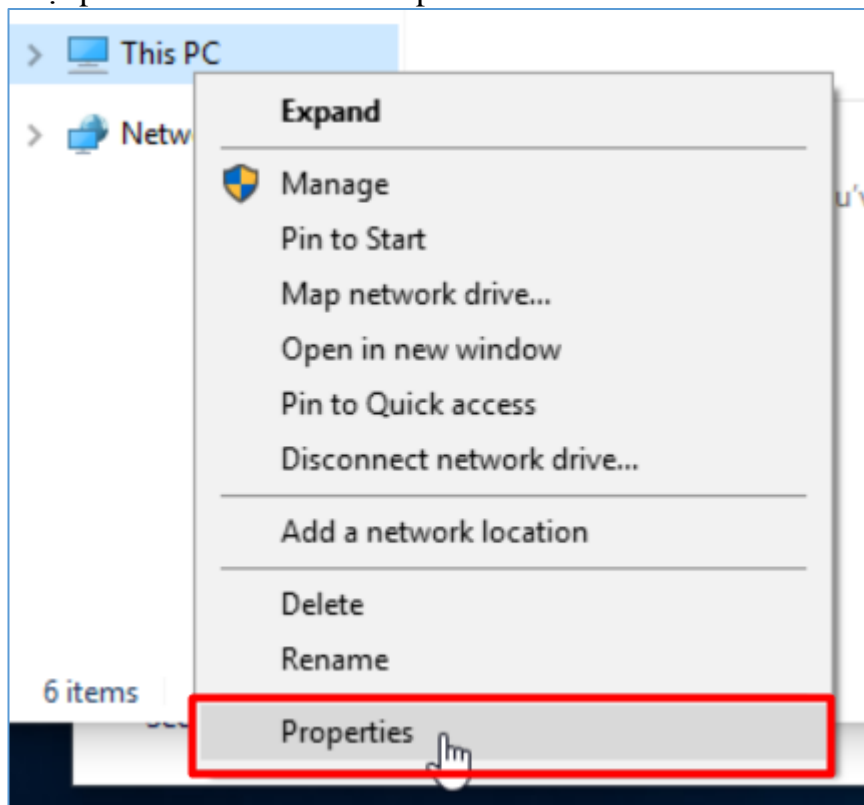 This PC
Expand
Netw
Manage
u'v
Pin to Start
Map network drive...
Open in new window
Pin to Quick access
Disconnect network drive...
Add a network location
Delete
Rename
6 items
Properties